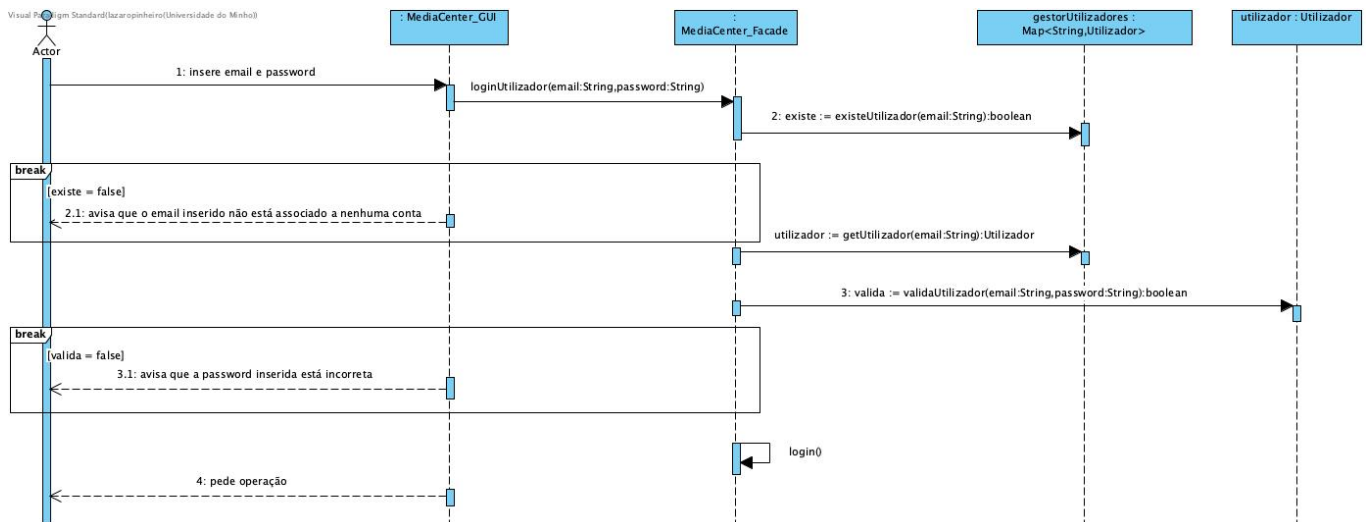 Visual Paradigm Standard(lazaropinheiro(Universidade do Minho))
Actor
: MediaCenter_GUI
:
MediaCenter_Facade
gestorUtilizadores :
Map<String,Utilizador>
utilizador : Utilizador
1: insere email e password
loginUtilizador(email:String,password:String)
2: existe := existeUtilizador(email:String):boolean
break
[existe = false]
2.1: avisa que o email inserido não está associado a nenhuma conta
utilizador := getUtilizador(email:String):Utilizador
3: valida := validaUtilizador(email:String,password:String):boolean
break
[valida = false]
3.1: avisa que a password inserida está incorreta
login()
4: pede operação